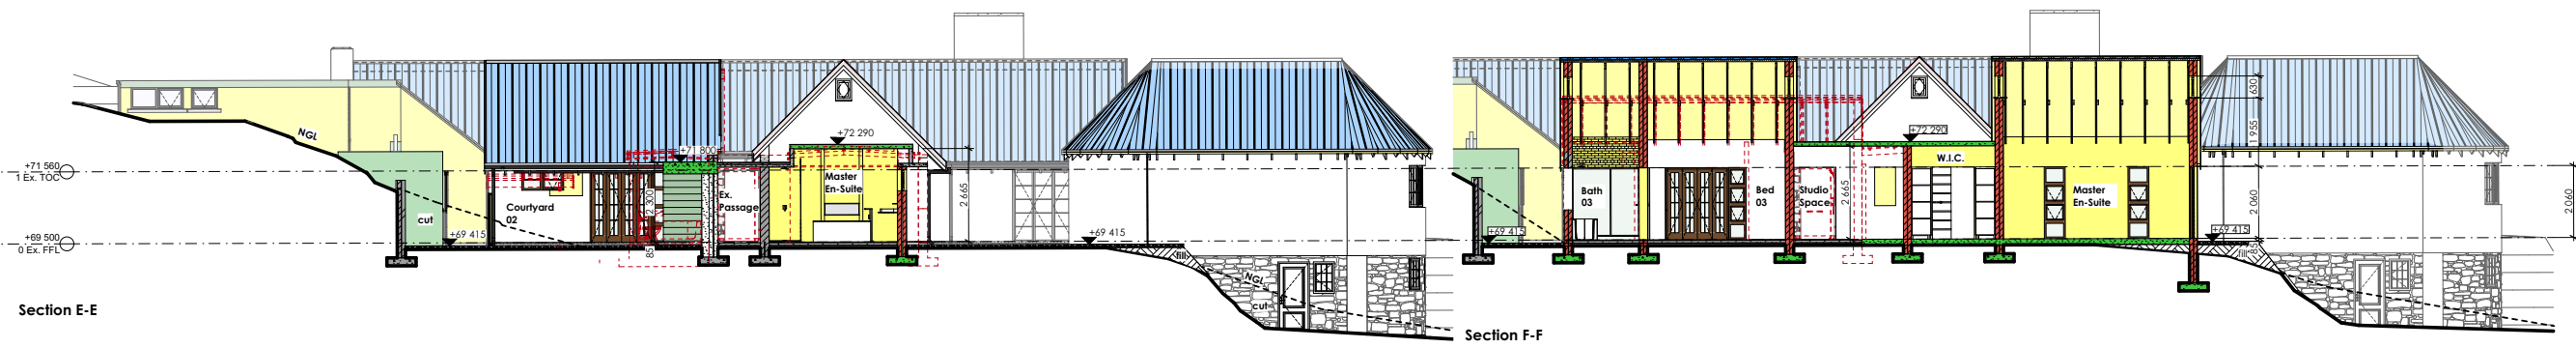 NGL
+72 290
+71 800
+71 560
1 Ex. TOC
Master
En-Suite
Ex.
Passage
2 300
2 665
Courtyard
02
cut
+69 415
+69 415
+69 500
0 Ex. FFL
85
fill
NGL
cut
Section E-E
630
1 955
+72 290
W.I.C.
Bath
03
Bed
03
Studio
Space
2 665
Master
En-Suite
2 060
2 060
+69 415
+69 415
fill
Section F-F